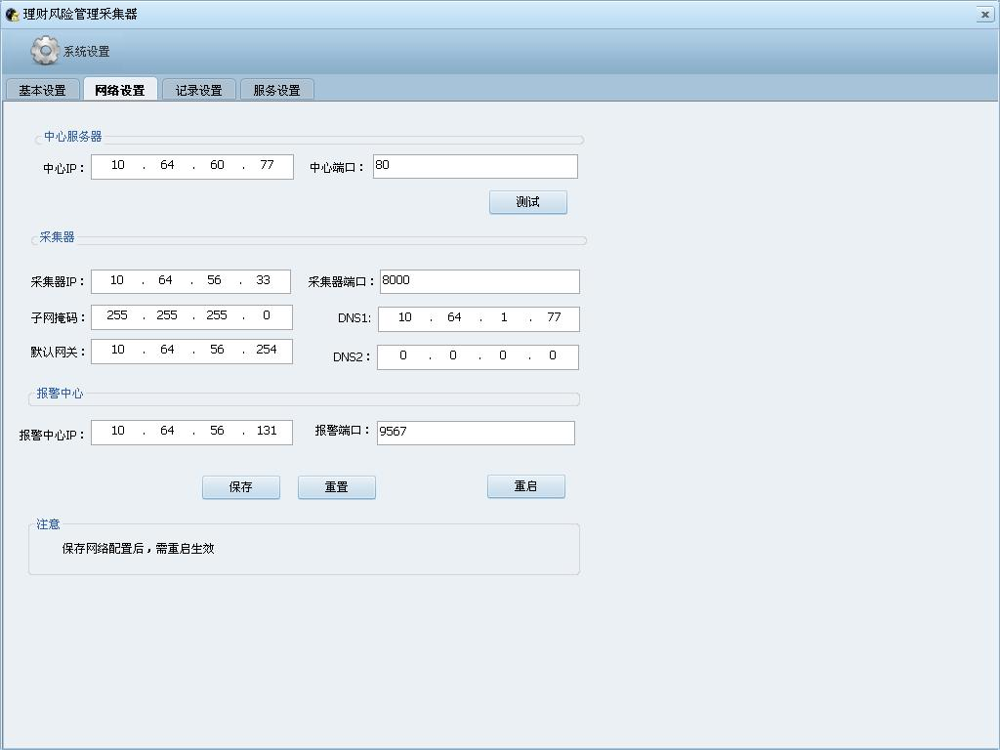 理财风险管理采集器
系统设置
基本设置 网络设置 记录设置 服务设置
中心服务器
中心IP： 10 . 64 . 60 . 77 中心端口： 80
测试
采集器
采集器IP： 10 . 64 . 56 . 33 采集器端口： 8000
子网掩码： 255 . 255 . 255 . 0 DNS1: 10 . 64 . 1 . 77
默认网关： 10 . 64 . 56 . 254 DNS2： 0 . 0 . 0 . 0
报警中心
报警中心IP： 10 . 64 . 56 . 131 报警端口： 9567
保存 重置 重启
注意
保存网络配置后，需重启生效